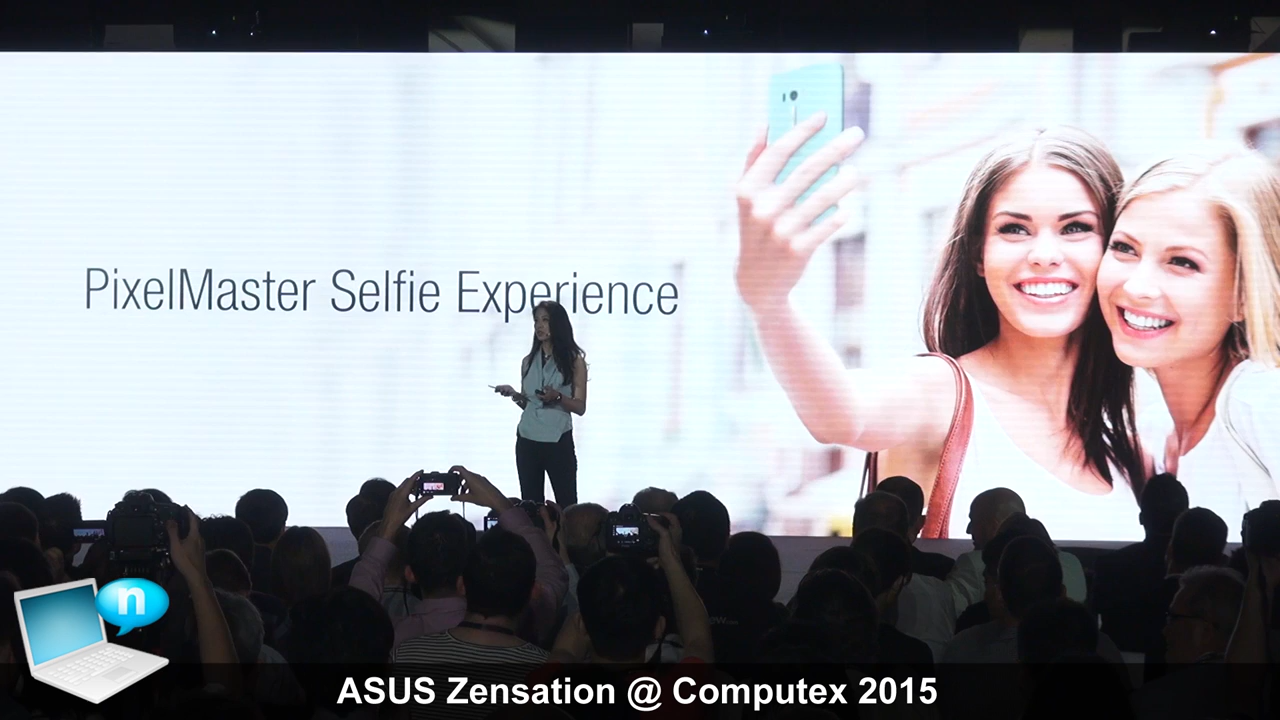 PixelMaster Selfie Experience
n
ASUS Zensation @ Computex 2015